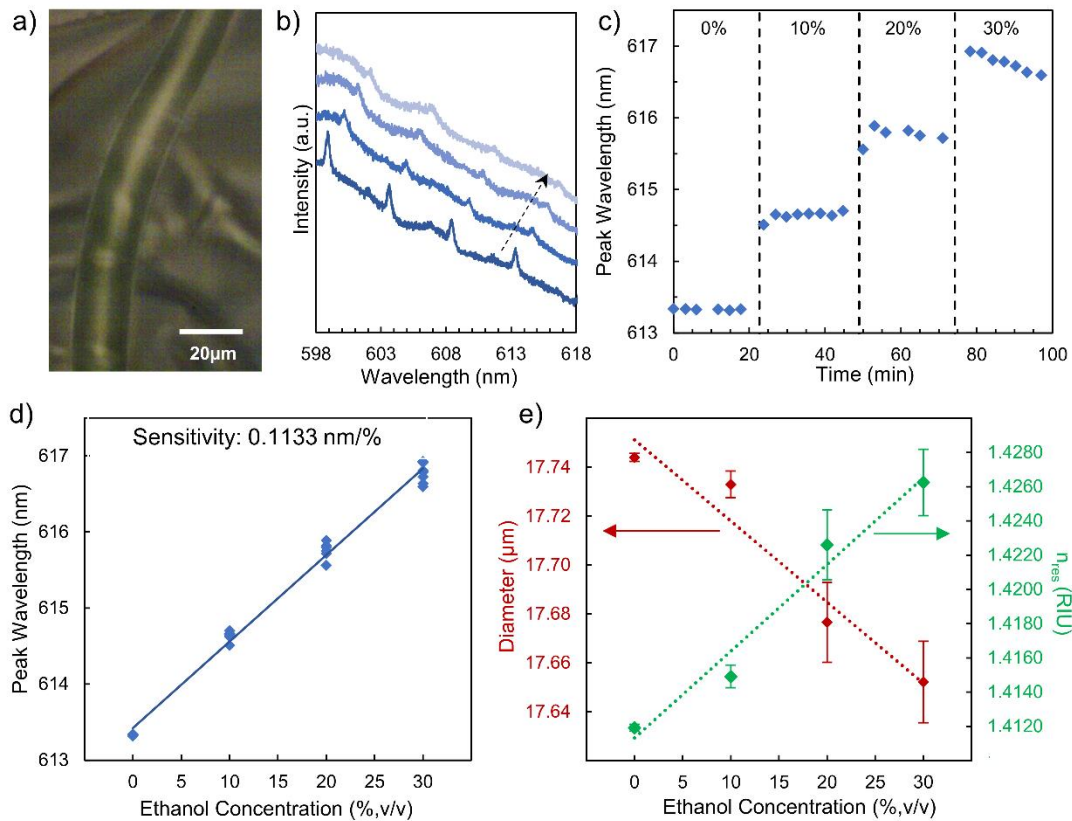 a)
20μm
b)
Intensity (a.u.)
598 603 608 613 618
Wavelength (nm)
c)
0% 10% 20% 30%
Peak Wavelength (nm)
617
616
615
614
613
0 20 40 60 80 100
Time (min)
d)
Sensitivity: 0.1133 nm/%
Peak Wavelength (nm)
617
616
615
614
613
0 5 10 15 20 25 30
Ethanol Concentration (%,v/v)
e)
Diameter (μm)
17.74
17.72
17.70
17.68
17.66
17.64
0 5 10 15 20 25 30
Ethanol Concentration (%,v/v)
1.4280
1.4260
1.4240
1.4220
1.4200
1.4180
1.4160
1.4140
1.4120
nres (RIU)